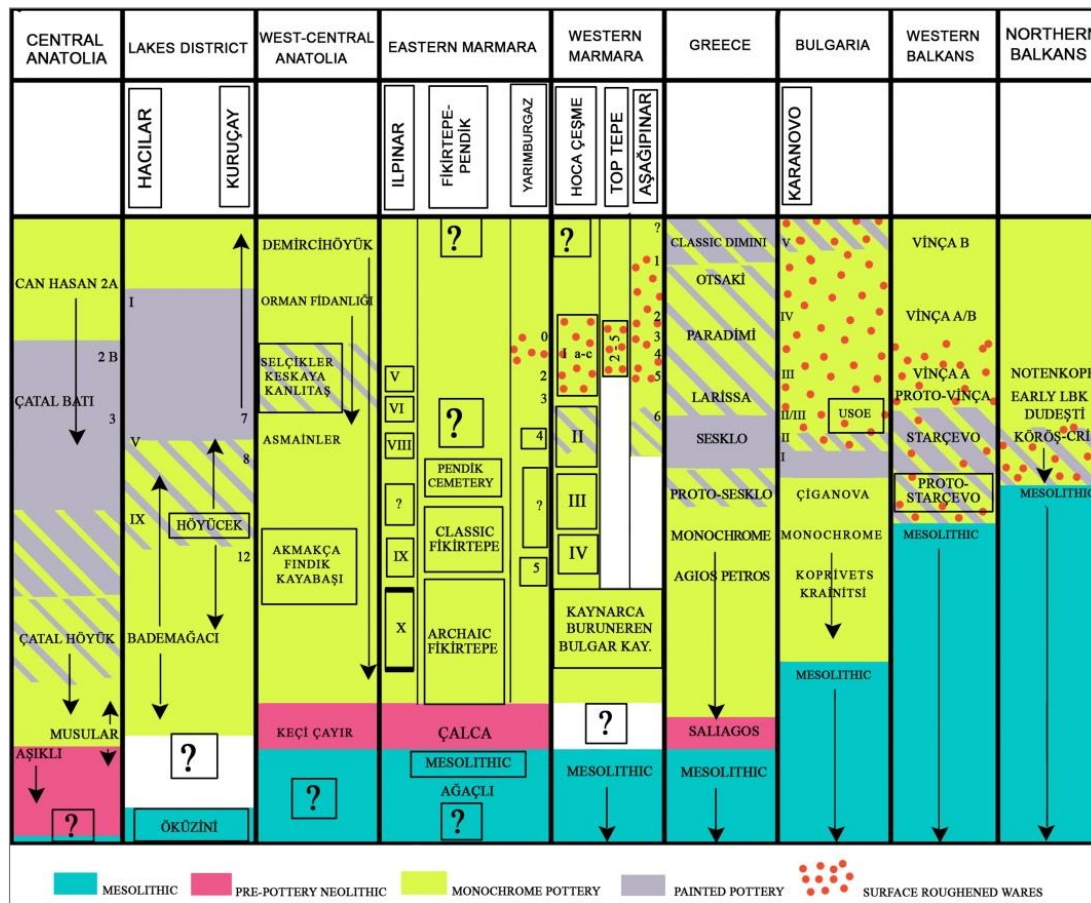 CENTRAL ANATOLIA
LAKES DISTRICT
WEST-CENTRAL ANATOLIA
EASTERN MARMARA
WESTERN MARMARA
GREECE
BULGARIA
WESTERN BALKANS
NORTHERN BALKANS
HACILAR
KURUÇAY
ILPINAR
FİKİRTEPE-PENDİK
YARIMBURGAZ
HOCA ÇEŞME
TOP TEPE
AŞAĞIPINAR
KARANOVO
CAN HASAN 2A
2 B
ÇATAL BATI
3
ÇATAL HÖYÜK
MUSULAR
AŞIKLI
?
I
7
V
8
IX
HÖYÜCEK
12
BADEMAĞACI
?
ÖKÜZİNİ
DEMİRCİHÖYÜK
ORMAN FİDANLIĞI
SELÇİKLER
KESKAYA
KANLITAŞ
ASMAİNLER
AKMAKÇA
FINDIK
KAYABAŞI
KEÇİ ÇAYIR
?
V
VI
VIII
?
IX
X
?
?
PENDİK
CEMETERY
CLASSIC
FİKİRTEPE
ARCHAIC
FİKİRTEPE
0
2
3
4
?
5
ÇALCA
MESOLITHIC
AĞAÇLI
?
?
I a-c
II
III
IV
2 - 5
?
1
2
3
4
5
6
KAYNARCA
BURUNEREN
BULGAR KAY.
?
MESOLITHIC
CLASSIC DIMINI
OTSAKİ
PARADİMİ
LARİSSA
SESKLO
PROTO-SESKLO
MONOCHROME
AGIOS PETROS
SALIAGOS
MESOLITHIC
V
IV
III
II/III
USOE
II
I
ÇİGANOVA
MONOCHROME
KOPRİVETS
KRAINITSI
MESOLITHIC
VİNÇA B
VİNÇA A/B
VİNÇA A
PROTO-VİNÇA
STARÇEVO
PROTO-
STARCEVO
MESOLITHIC
NOTENKOPF
EARLY LBK
DUDEŞTİ
KÖRÖŞ-CRİ
MESOLITHIC
MESOLITHIC
PRE-POTTERY NEOLITHIC
MONOCHROME POTTERY
PAINTED POTTERY
SURFACE ROUGHENED WARES